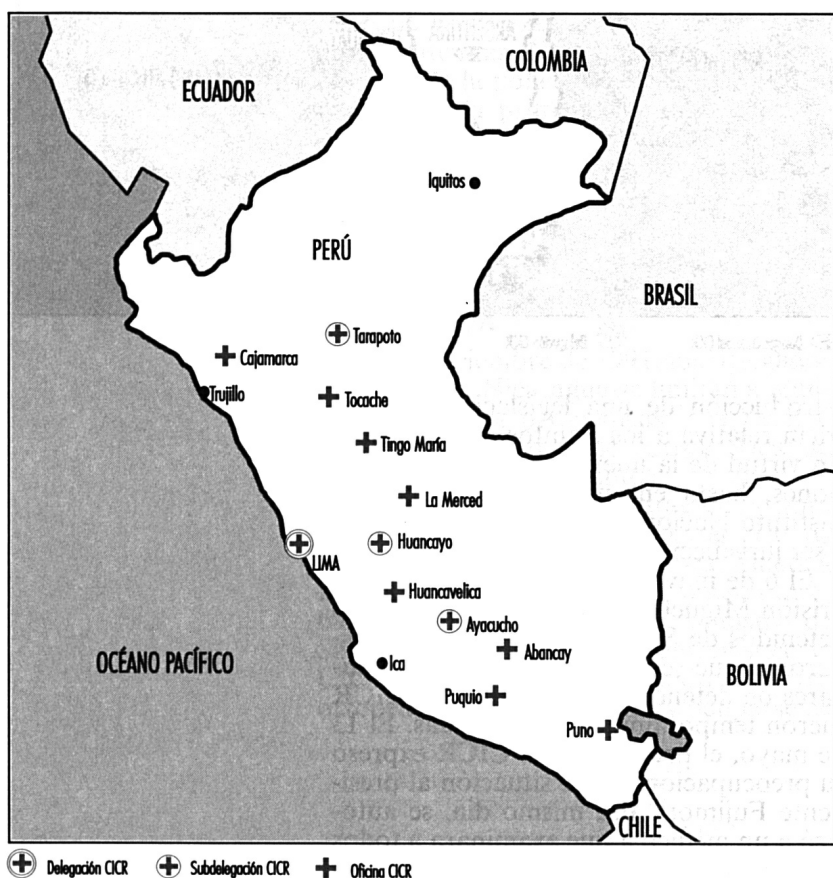 COLOMBIA
ECUADOR
Iquitos
PERÚ
BRASIL
Tarapoto
Cajamarca
Trujillo
Tocache
Tingo María
La Merced
Huancayo
LIMA
Huancavelica
Ayacucho
Abancay
OCÉANO PACÍFICO
Ica
BOLIVIA
Puquio
Puno
CHILE
Delegación CICR Subdelegación CICR Oficina CICR